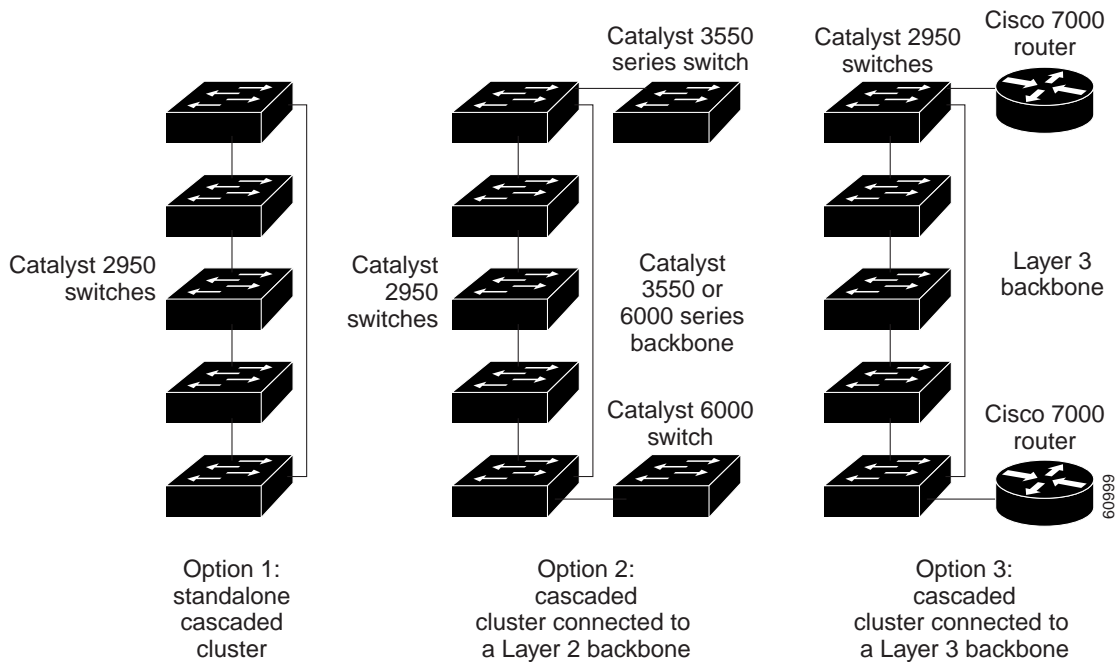 Catalyst 3550
series switch
Catalyst 2950
switches
Cisco 7000
router
Catalyst 2950
switches
Catalyst
2950
switches
Catalyst
3550 or
6000 series
backbone
Layer 3
backbone
Catalyst 6000
switch
Cisco 7000
router
60999
Option 1:
standalone
cascaded
cluster
Option 2:
cascaded
cluster connected to
a Layer 2 backbone
Option 3:
cascaded
cluster connected to
a Layer 3 backbone